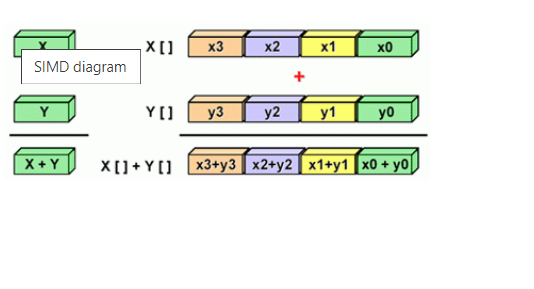 X X [ ] x3 x2 x1 x0
SIMD diagram
+
Y Y [ ] y3 y2 y1 y0
X + Y X [ ] + Y [ ] x3+y3 x2+y2 x1+y1 x0 + y0